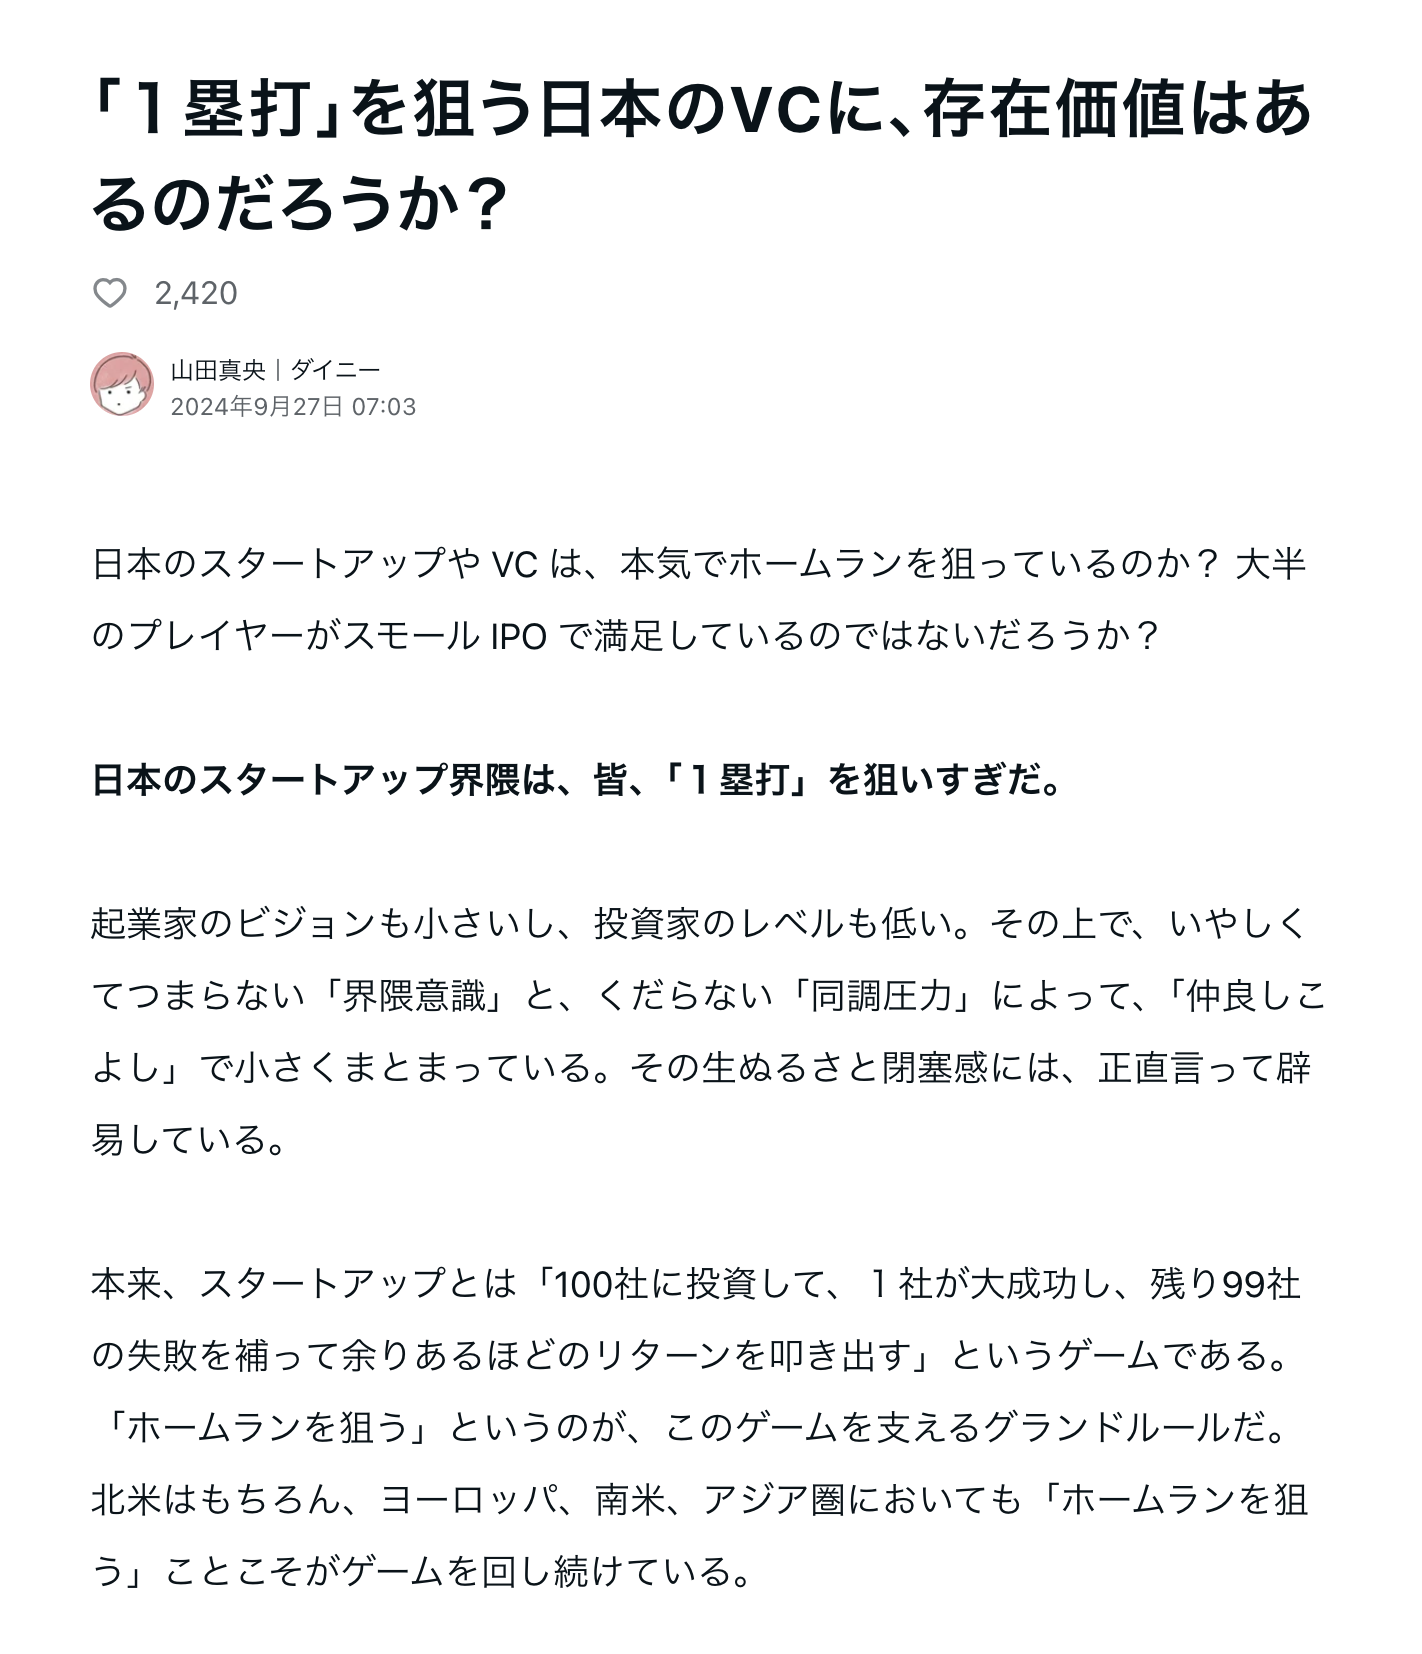 「１塁打」を狙う日本のVCに、存在価値はあ
るのだろうか？
2,420
山田真央｜ダイニー
2024年9月27日 07:03
日本のスタートアップや VC は、本気でホームランを狙っているのか？ 大半
のプレイヤーがスモール IPO で満足しているのではないだろうか？
日本のスタートアップ界隈は、皆、「１塁打」を狙いすぎだ。
起業家のビジョンも小さいし、投資家のレベルも低い。その上で、いやしく
てつまらない「界隈意識」と、くだらない「同調圧力」によって、「仲良しこ
よし」で小さくまとまっている。その生ぬるさと閉塞感には、正直言って辟
易している。
本来、スタートアップとは「100社に投資して、１社が大成功し、残り99社
の失敗を補って余りあるほどのリターンを叩き出す」というゲームである。
「ホームランを狙う」というのが、このゲームを支えるグランドルールだ。
北米はもちろん、ヨーロッパ、南米、アジア圏においても「ホームランを狙
う」ことこそがゲームを回し続けている。